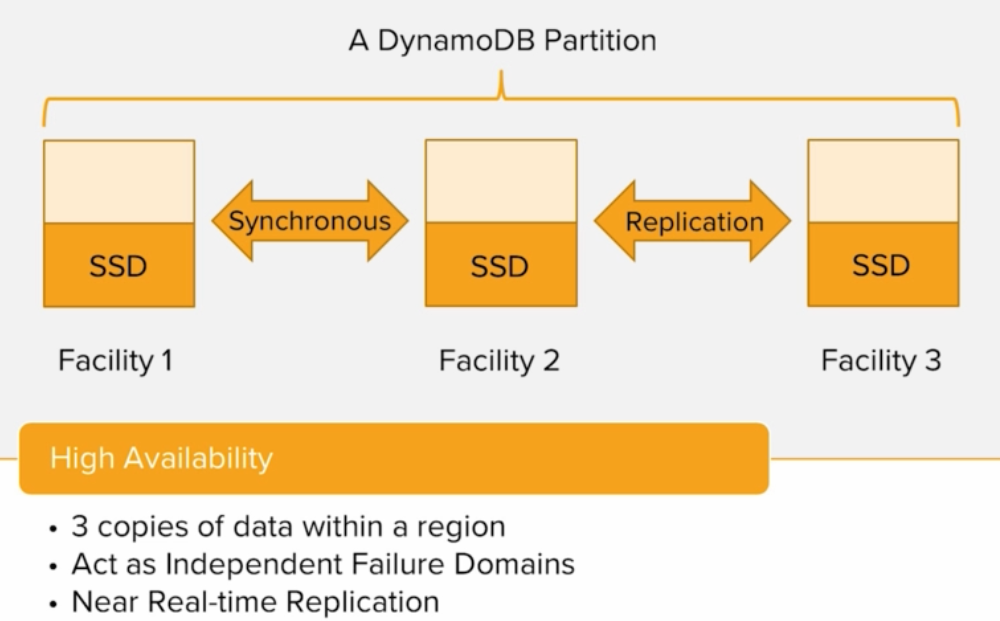 A DynamoDB Partition
Synchronous
Replication
SSD
SSD
SSD
Facility 1
Facility 2
Facility 3
High Availability
• 3 copies of data within a region
• Act as Independent Failure Domains
• Near Real-time Replication